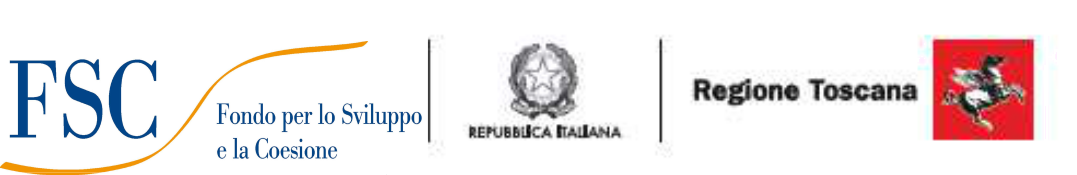 FSC
Fondo per lo Sviluppo
e la Coesione
REPUBBLICA ITALIANA
Regione Toscana